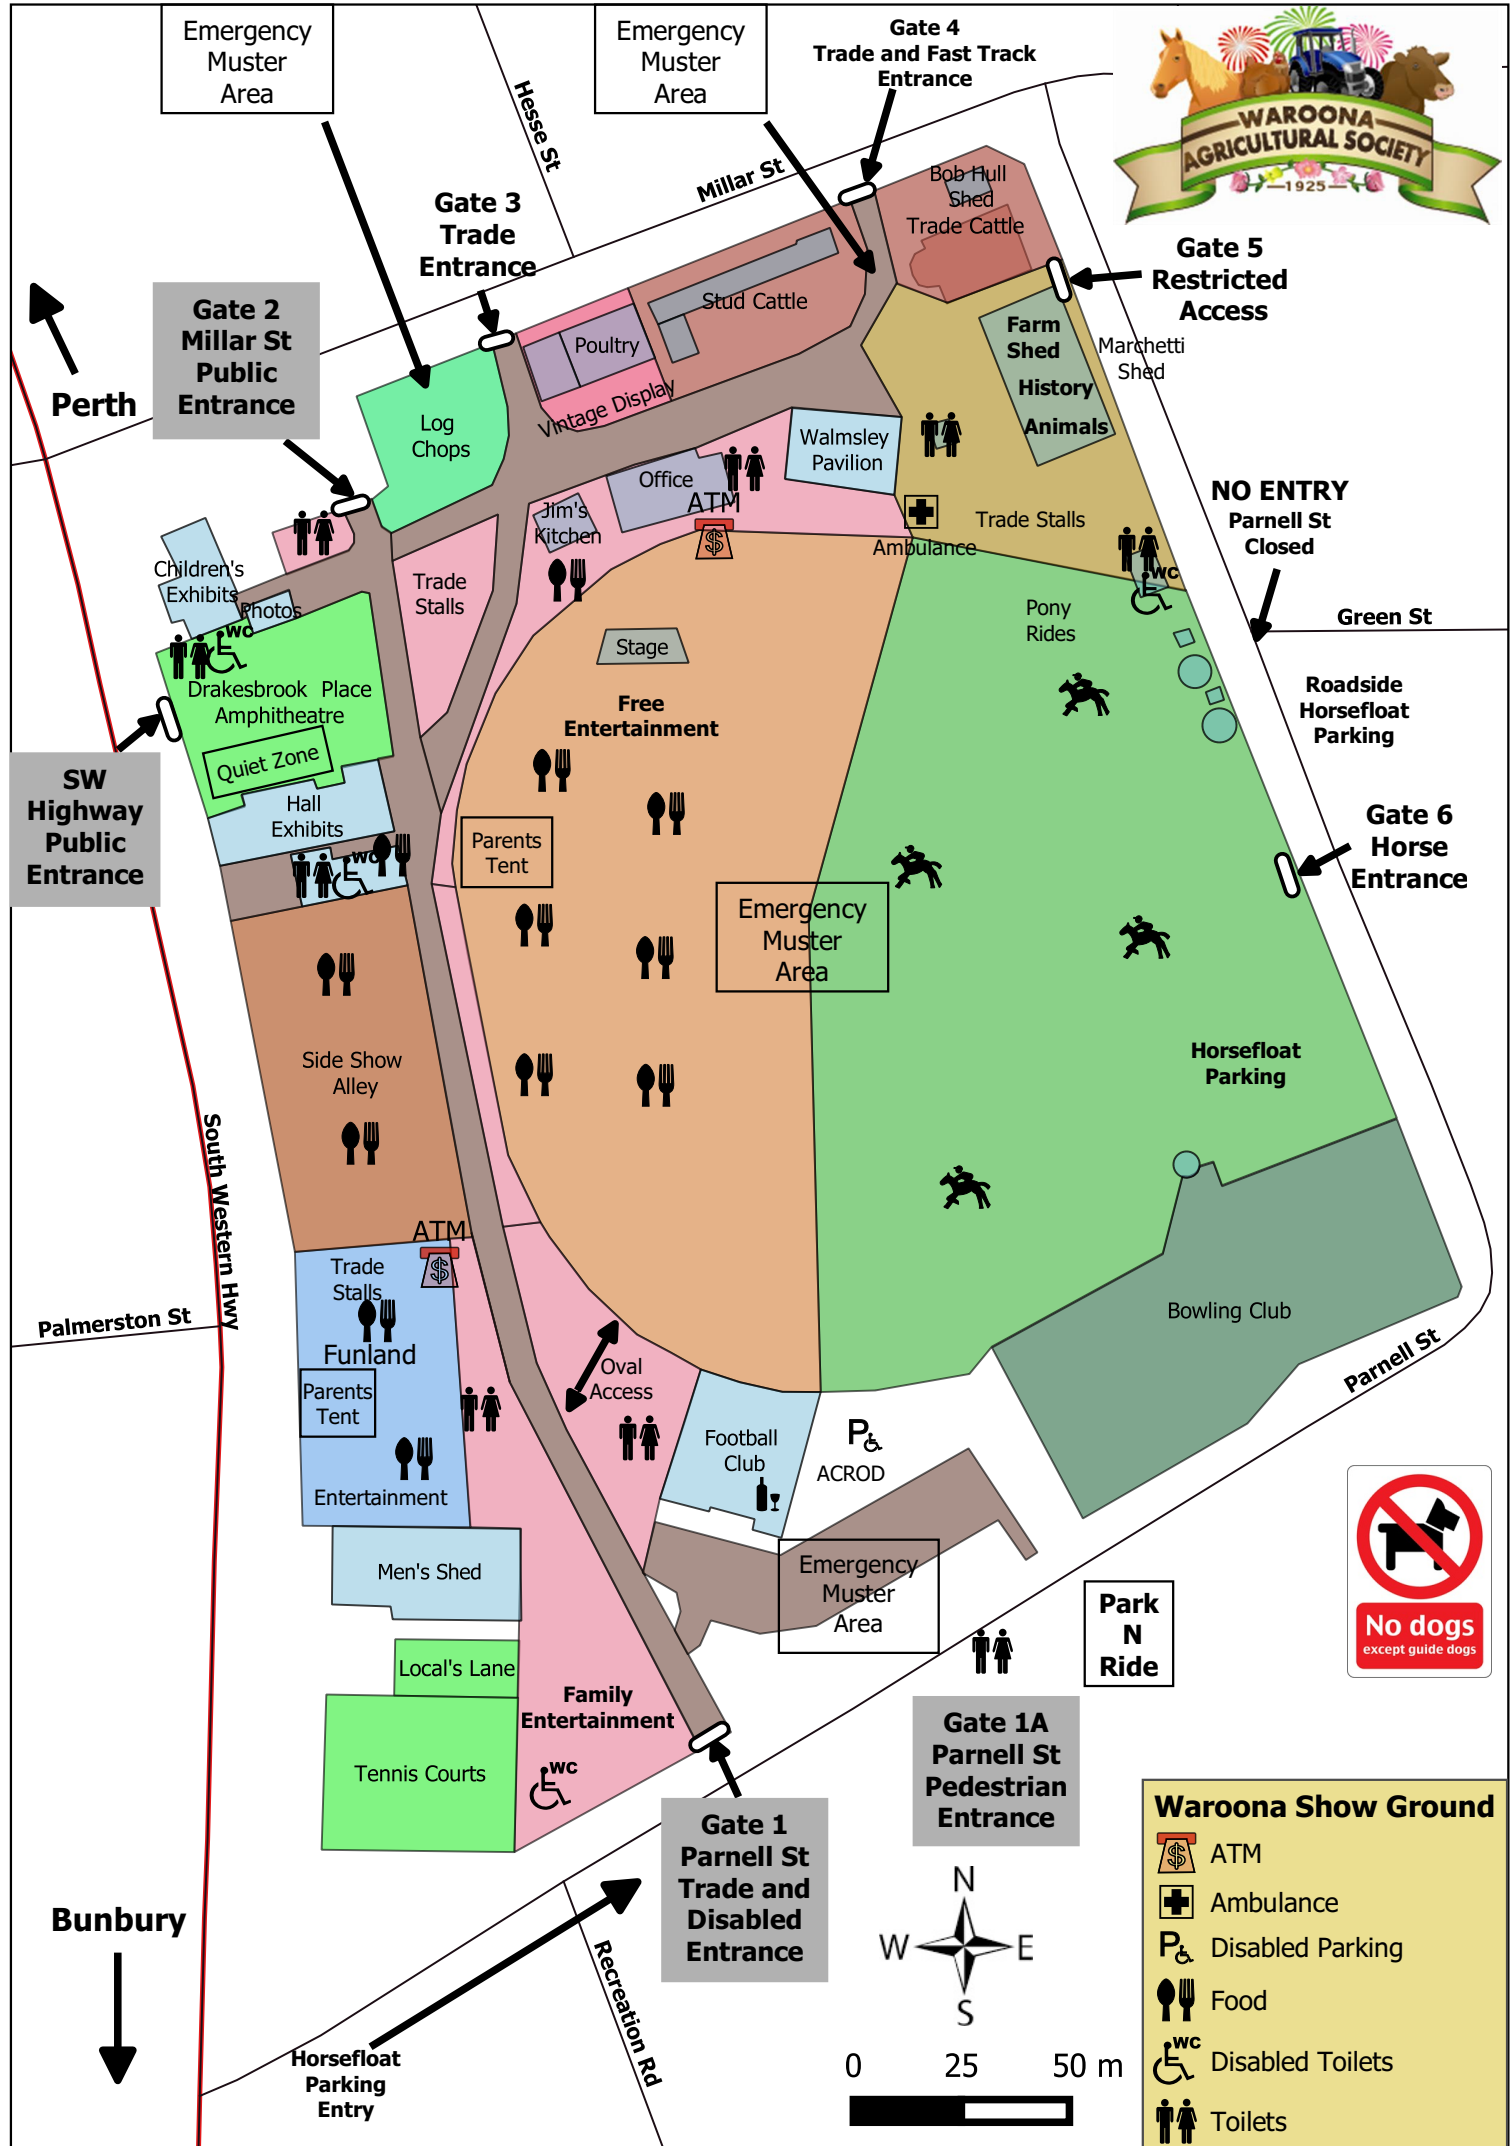 Emergency
Muster
Area
Emergency
Muster
Area
Gate 4
Trade and Fast Track
Entrance
WAROONA
AGRICULTURAL SOCIETY
1925
Hesse St
Millar St
Bob Hull
Shed
Trade Cattle
Gate 3
Trade
Entrance
Gate 5
Restricted
Access
Gate 2
Millar St
Public
Entrance
Perth
Stud Cattle
Poultry
Vintage Display
Farm
Shed
History
Animals
Marchetti
Shed
Log
Chops
Walmsley
Pavilion
Office
ATM
$
Jim's
Kitchen
Ambulance
Trade Stalls
NO ENTRY
Parnell St
Closed
Children's
Exhibits
Photos
Trade
Stalls
WC
WC
Pony
Rides
Green St
Stage
Drakesbrook Place
Amphitheatre
Quiet Zone
Free
Entertainment
Roadside
Horsefloat
Parking
SW
Highway
Public
Entrance
Hall
Exhibits
WC
Parents
Tent
Gate 6
Horse
Entrance
Emergency
Muster
Area
Side Show
Alley
Horsefloat
Parking
South Western Hwy
ATM
$
Trade
Stalls
Palmerston St
Funland
Parents
Tent
Entertainment
Oval
Access
Bowling Club
Parnell St
Football
Club
P
ACROD
Men's Shed
Emergency
Muster
Area
Park
N
Ride
No dogs
except guide dogs
Local's Lane
Family
Entertainment
Tennis Courts
WC
Gate 1A
Parnell St
Pedestrian
Entrance
Gate 1
Parnell St
Trade and
Disabled
Entrance
Bunbury
Recreation Rd
Horsefloat
Parking
Entry
N
W E
S
0 25 50 m
Waroona Show Ground
$ ATM
Ambulance
P Disabled Parking
Food
WC Disabled Toilets
Toilets